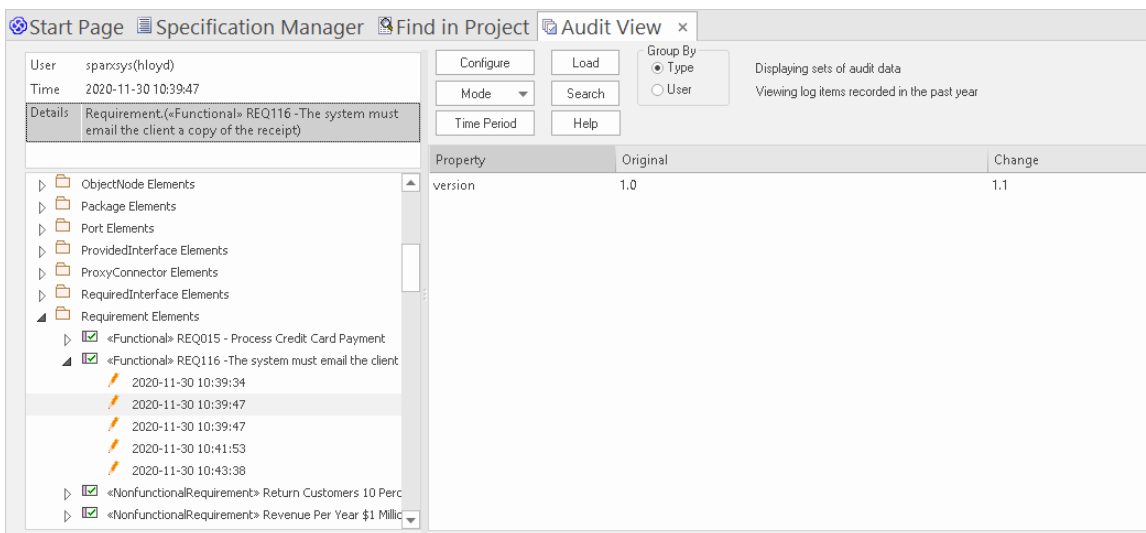 Start Page Specification Manager Find in Project Audit View ×
User sparxsys(hloyd)
Time 2020-11-30 10:39:47
Details Requirement.(«Functional» REQ116 -The system must
email the client a copy of the receipt)
Configure Load
Mode Search
Time Period Help
Group By
Type
User
Displaying sets of audit data
Viewing log items recorded in the past year
Property Original Change
version 1.0 1.1
ObjectNode Elements
Package Elements
Port Elements
ProvidedInterface Elements
ProxyConnector Elements
RequiredInterface Elements
Requirement Elements
«Functional» REQ015 - Process Credit Card Payment
«Functional» REQ116 -The system must email the client
2020-11-30 10:39:34
2020-11-30 10:39:47
2020-11-30 10:39:47
2020-11-30 10:41:53
2020-11-30 10:43:38
«NonfunctionalRequirement» Return Customers 10 Perc
«NonfunctionalRequirement» Revenue Per Year $1 Millic